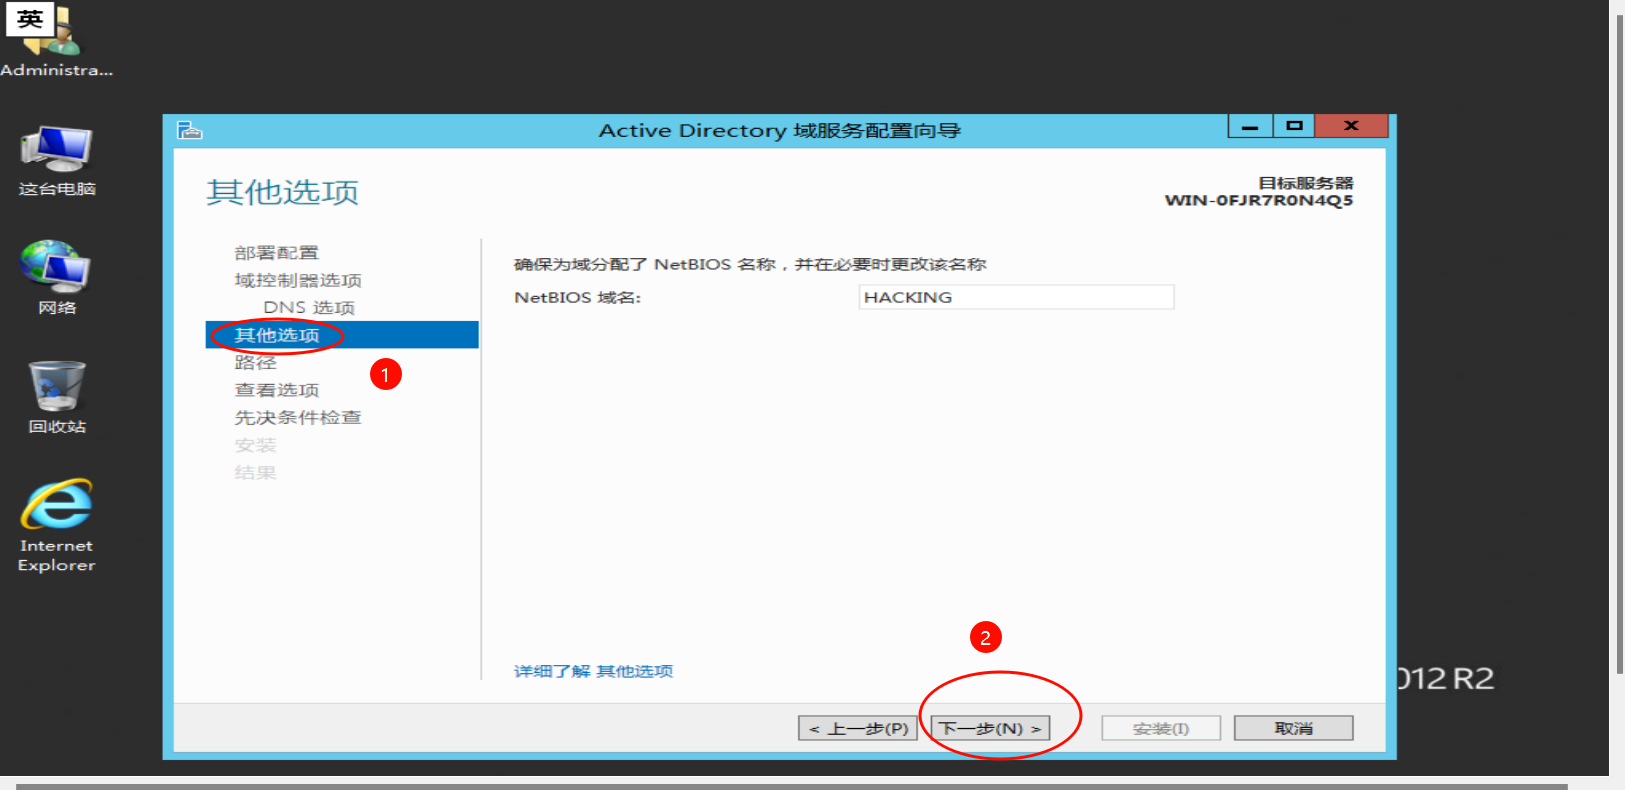 英
Administra...
这台电脑
网络
回收站
Internet
Explorer
Active Directory 域服务配置向导
其他选项
目标服务器
WIN-0FJR7R0N4Q5
部署配置
域控制器选项
DNS 选项
其他选项
路径
查看选项
先决条件检查
安装
结果
1
确保为域分配了 NetBIOS 名称，并在必要时更改该名称
NetBIOS 域名:
HACKING
2
详细了解 其他选项
< 上一步(P)
下一步(N) >
安装(I)
取消
012 R2